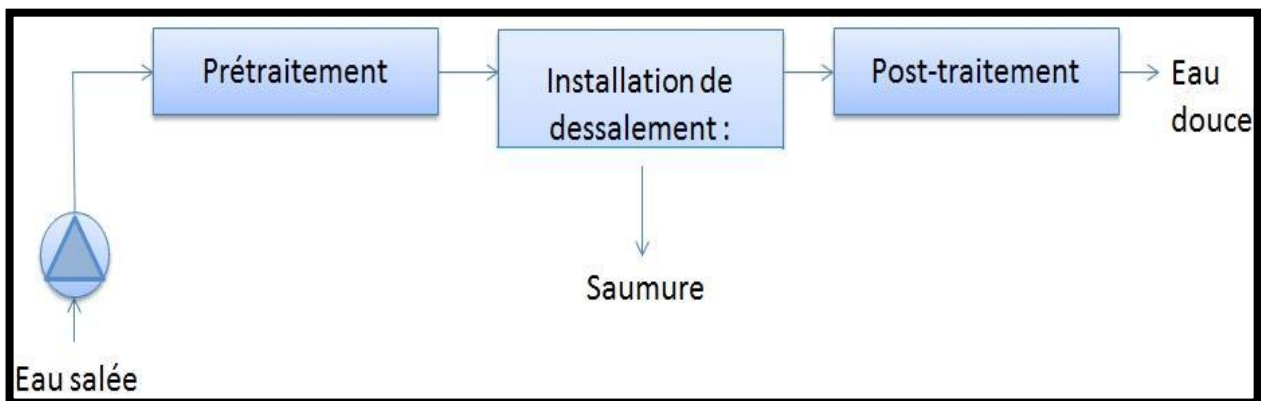 Prétraitement
Installation de
dessalement :
Post-traitement
Eau
douce
Saumure
Eau salée